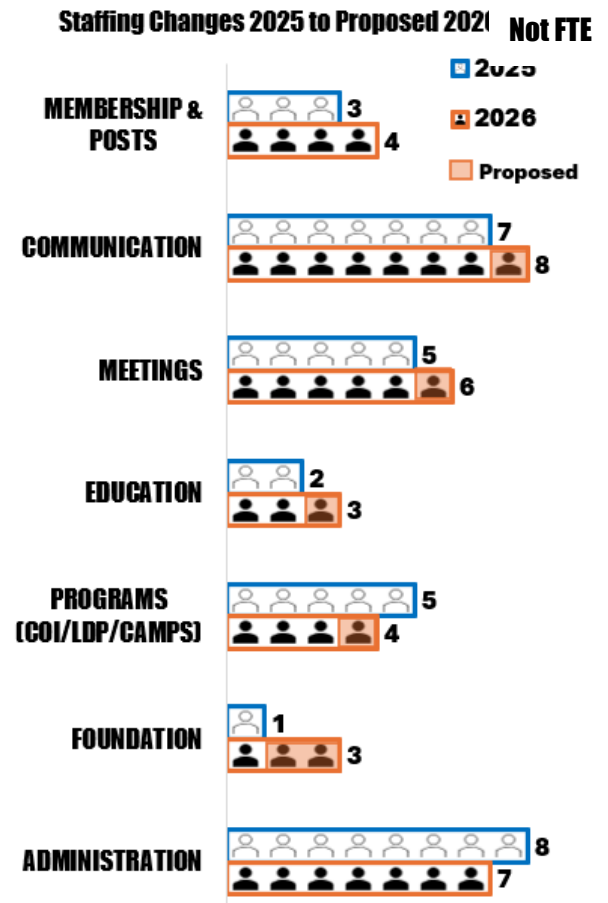 Staffing Changes 2025 to Proposed
Not FTE
2025
2026
Proposed
MEMBERSHIP &
POSTS
3
4
COMMUNICATION
7
8
MEETINGS
5
6
EDUCATION
2
3
PROGRAMS
(COI/LDP/CAMPS)
5
4
FOUNDATION
1
3
ADMINISTRATION
8
7